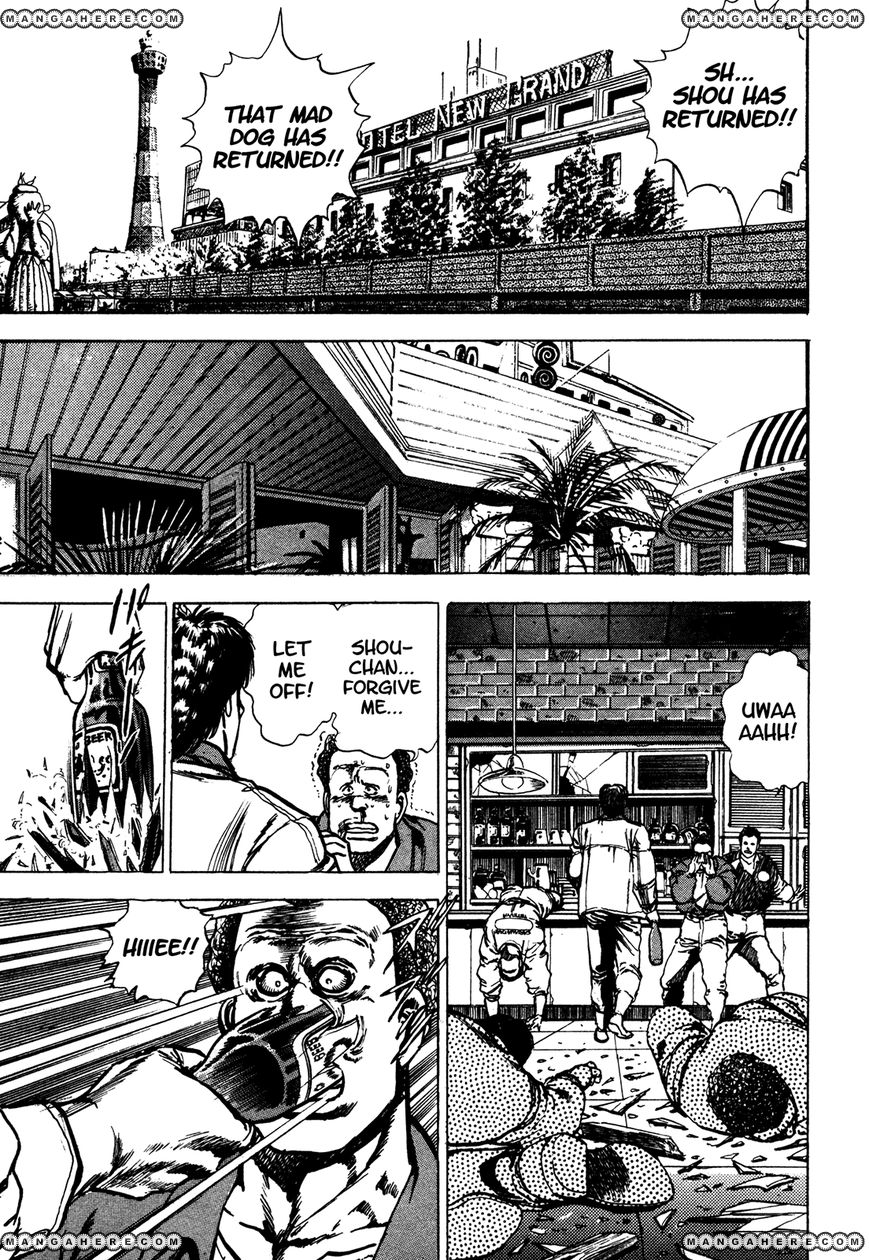 MANGAHERE.COM
MANGAHERE.COM
SH...
SHOU HAS
RETURNED!!
THAT MAD
DOG HAS
RETURNED!!
HOTEL NEW GRAND
UWAA
AAHH!
SHOU-
CHAN...
FORGIVE
ME...
LET
ME
OFF!
BEER
HIIIEE!!
MANGAHERE.COM
MANGAHERE.COM